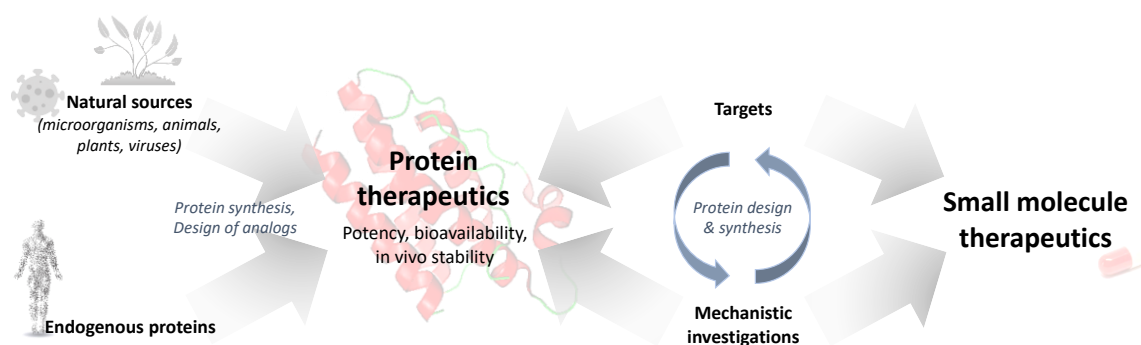 Natural sources
(microorganisms, animals,
plants, viruses)
Protein synthesis,
Design of analogs
Endogenous proteins
Protein
therapeutics
Potency, bioavailability,
in vivo stability
Targets
Protein design
& synthesis
Mechanistic
investigations
Small molecule
therapeutics